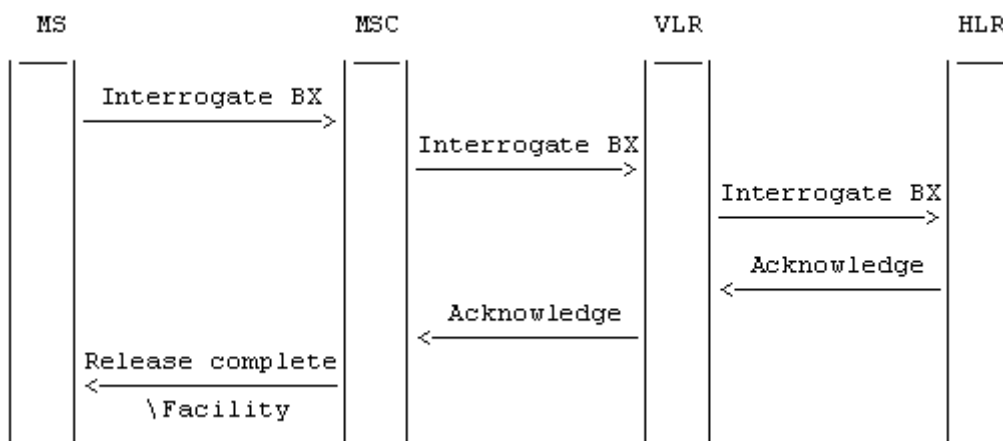 MS MSC VLR HLR
Interrogate BX
Interrogate BX
Interrogate BX
Acknowledge
Acknowledge
Release complete
\Facility